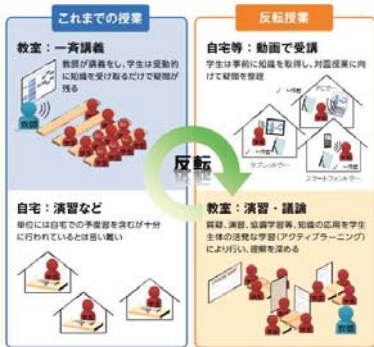 これまでの授業
教室：一斉講義
教師が講義をし、学生は受動的
に知識を受け取るだけで疑問が
残る
教師
自宅：演習など
単位には自宅での予復習を含むが十分
に行われているとは言い難い
反転
反転授業
自宅等：動画で受講
学生は事前に知識を取得し、対面授業に向
けて疑問を整理
PCで…
タブレットで…
スマートフォンで…
教室：演習・議論
質疑、演習、協調学習等、知識の応用を学生
主体の活発な学習（アクティブラーニング）
により行い、理解を深める
教師